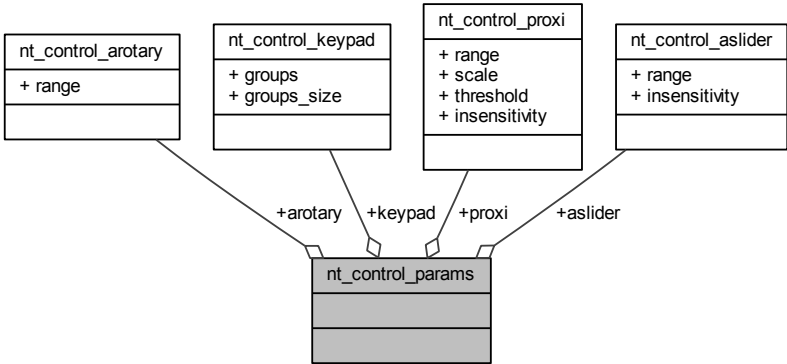 nt_control_arotary
+ range
nt_control_keypad
+ groups
+ groups_size
nt_control_proxi
+ range
+ scale
+ threshold
+ insensitivity
nt_control_aslider
+ range
+ insensitivity
+arotary
+keypad
+proxi
+aslider
nt_control_params